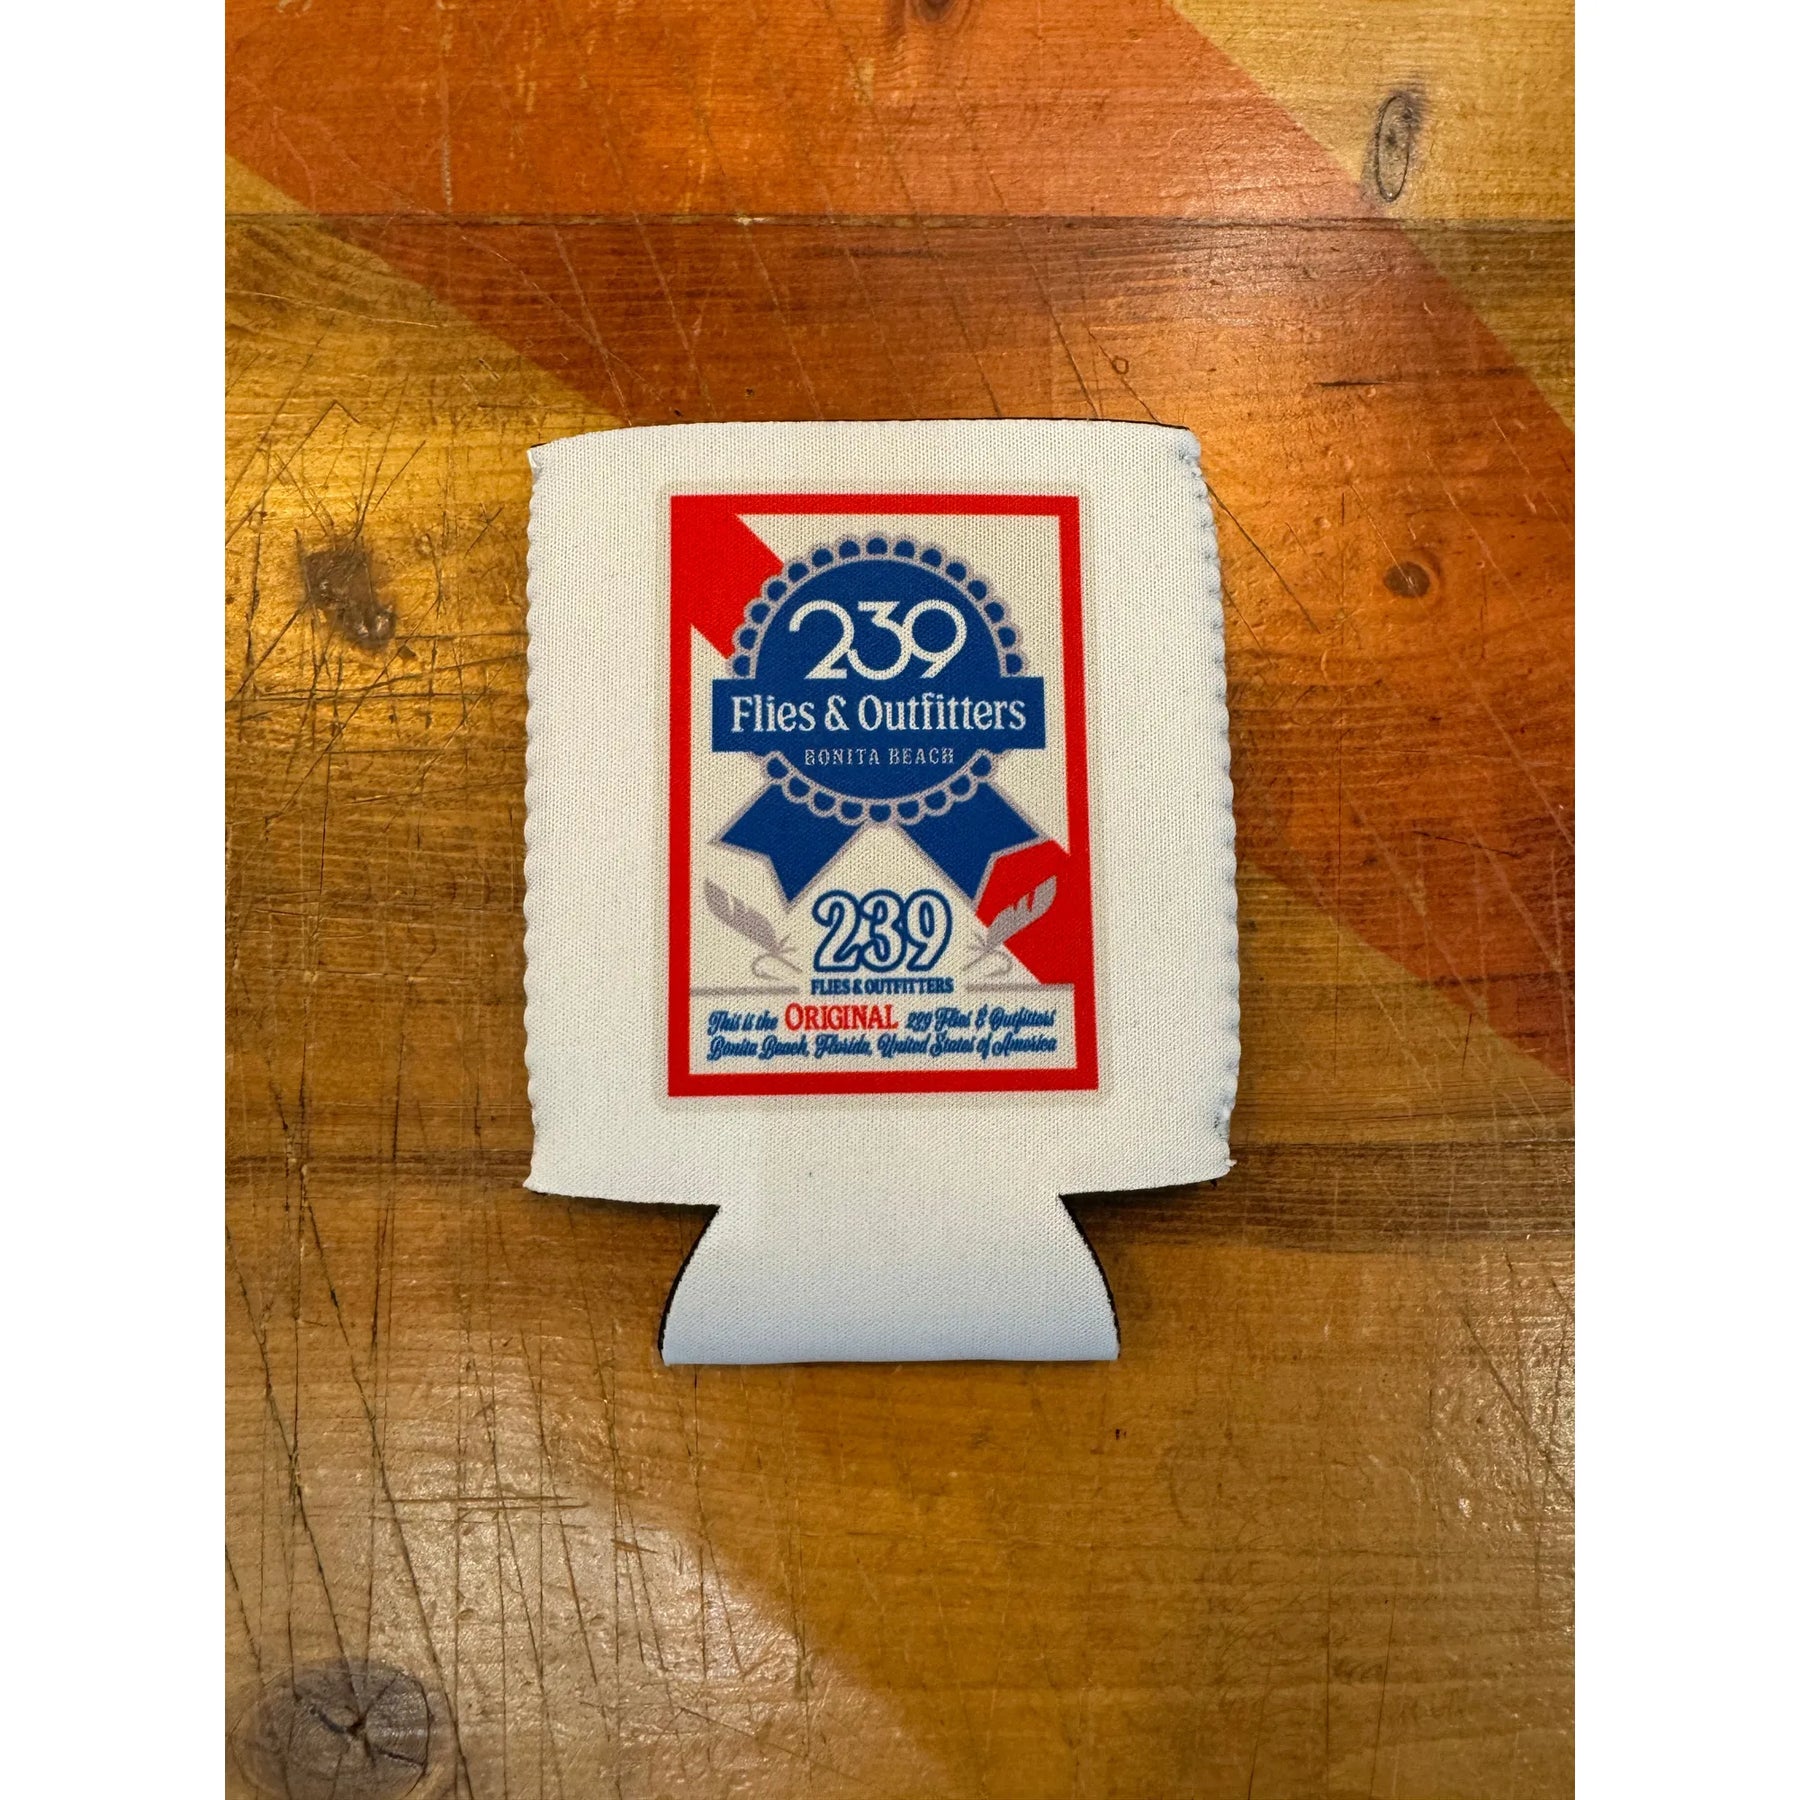 239
Flies & Outfitters
BONITA BEACH
239
FLIES & OUTFITTERS
This is the ORIGINAL 239 Flies & Outfitters
Bonita Beach, Florida, United States of America